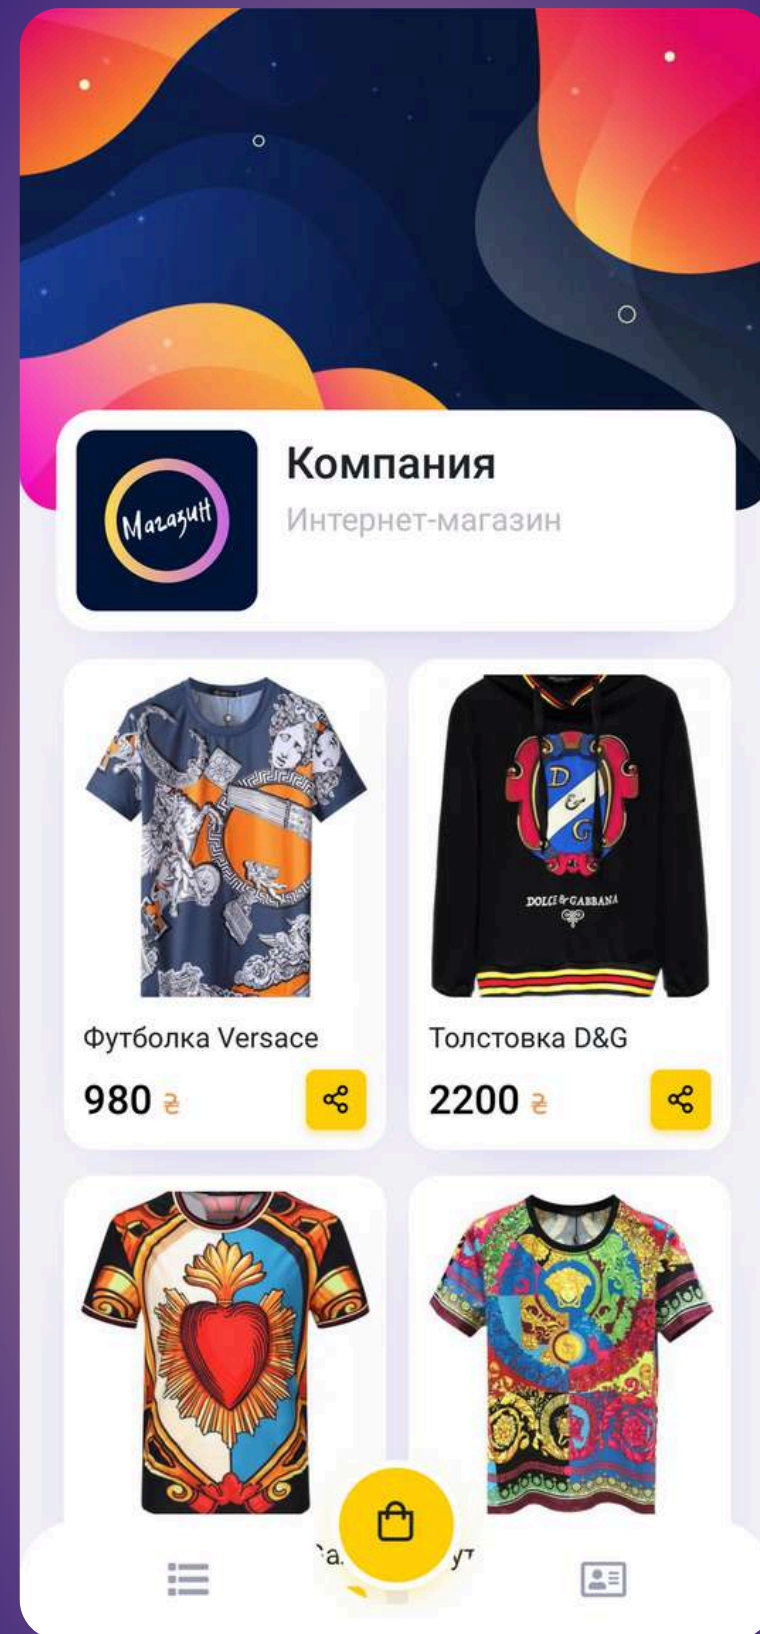 Магазин
Компания
Интернет-магазин
D
&
G
DOLCE & GABBANA
Футболка Versace
Толстовка D&G
980 ₴
2200 ₴